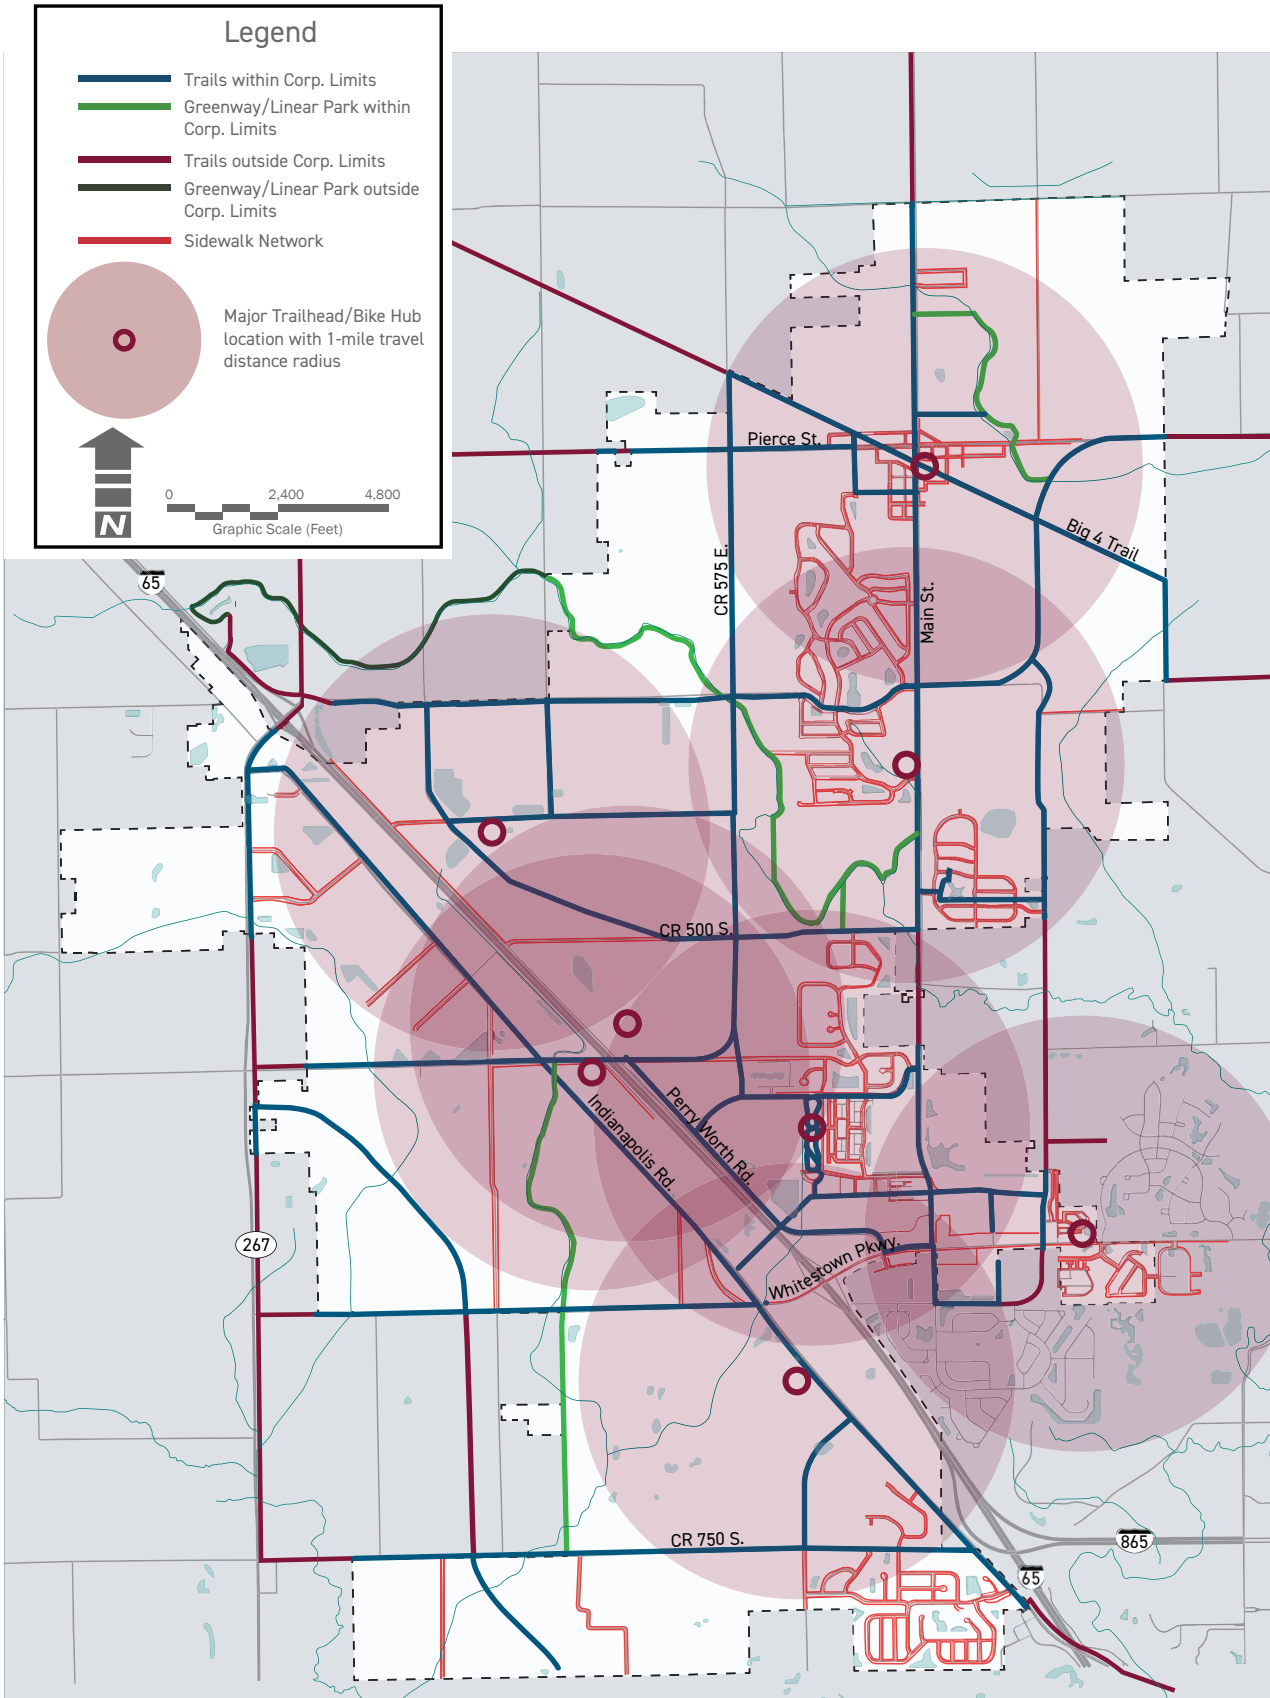 Legend
Trails within Corp. Limits
Greenway/Linear Park within
Corp. Limits
Trails outside Corp. Limits
Greenway/Linear Park outside
Corp. Limits
Sidewalk Network
Major Trailhead/Bike Hub
location with 1-mile travel
distance radius
0 2,400 4,800
Graphic Scale (Feet)
N
Pierce St.
Big 4 Trail
CR 575 E.
Main St.
65
CR 500 S.
Perry Worth Rd.
Indianapolis Rd.
267
Whitestown Pkwy.
CR 750 S.
865
65